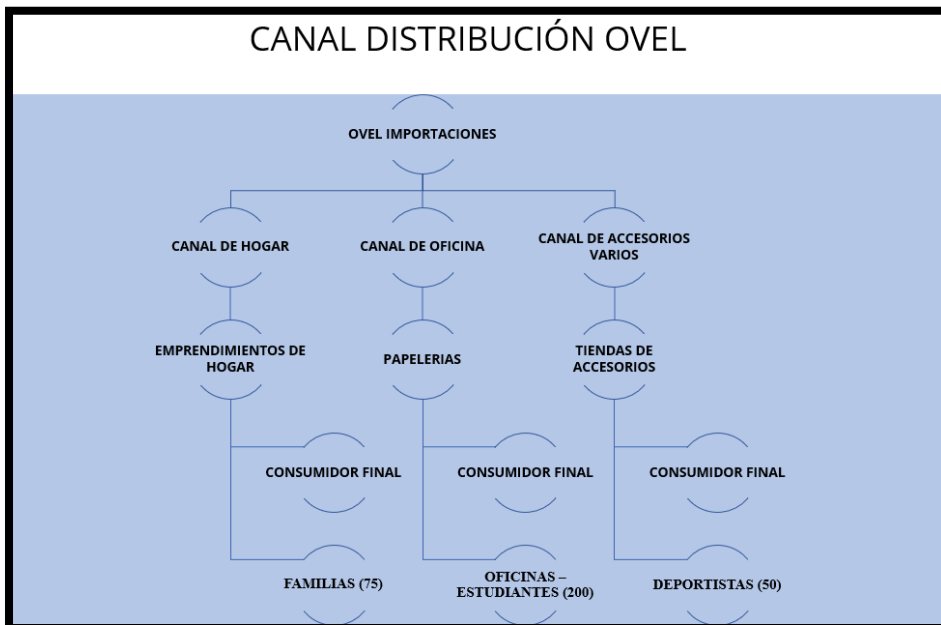 CANAL DISTRIBUCIÓN OVEL
OVEL IMPORTACIONES
CANAL DE HOGAR
CANAL DE OFICINA
CANAL DE ACCESORIOS
VARIOS
EMPRENDIMIENTOS DE
HOGAR
PAPELERIAS
TIENDAS DE
ACCESORIOS
CONSUMIDOR FINAL
CONSUMIDOR FINAL
CONSUMIDOR FINAL
FAMILIAS (75)
OFICINAS –
ESTUDIANTES (200)
DEPORTISTAS (50)